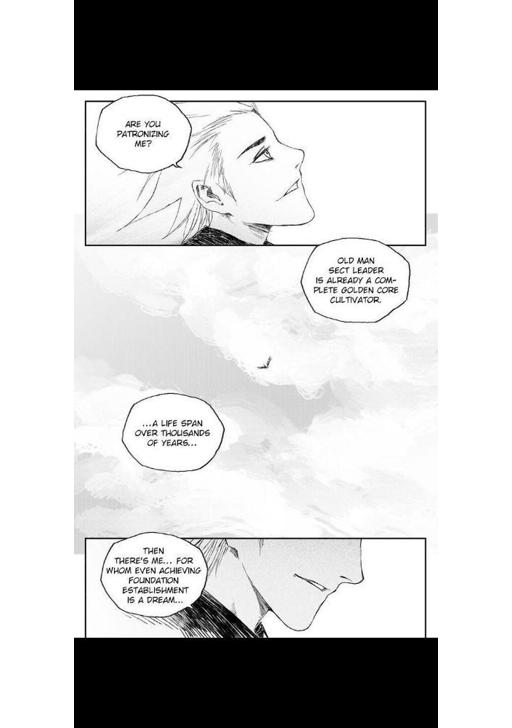 ARE YOU
PATRONIZING
ME?
OLD MAN
SECT LEADER
IS ALREADY A COM-
PLETE GOLDEN CORE
CULTIVATOR.
...A LIFE SPAN
OVER THOUSANDS
OF YEARS...
THEN
THERE'S ME... FOR
WHOM EVEN ACHIEVING
FOUNDATION
ESTABLISHMENT
IS A DREAM...